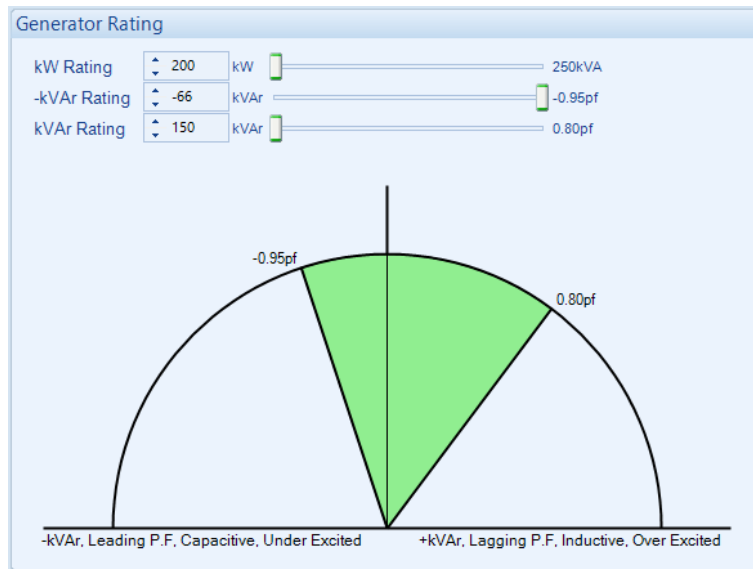 Generator Rating
kW Rating 200 kW 250kVA
-kVAr Rating -66 kVAr -0.95pf
kVAr Rating 150 kVAr 0.80pf
-0.95pf
0.80pf
-kVAr, Leading P.F, Capacitive, Under Excited +kVAr, Lagging P.F, Inductive, Over Excited